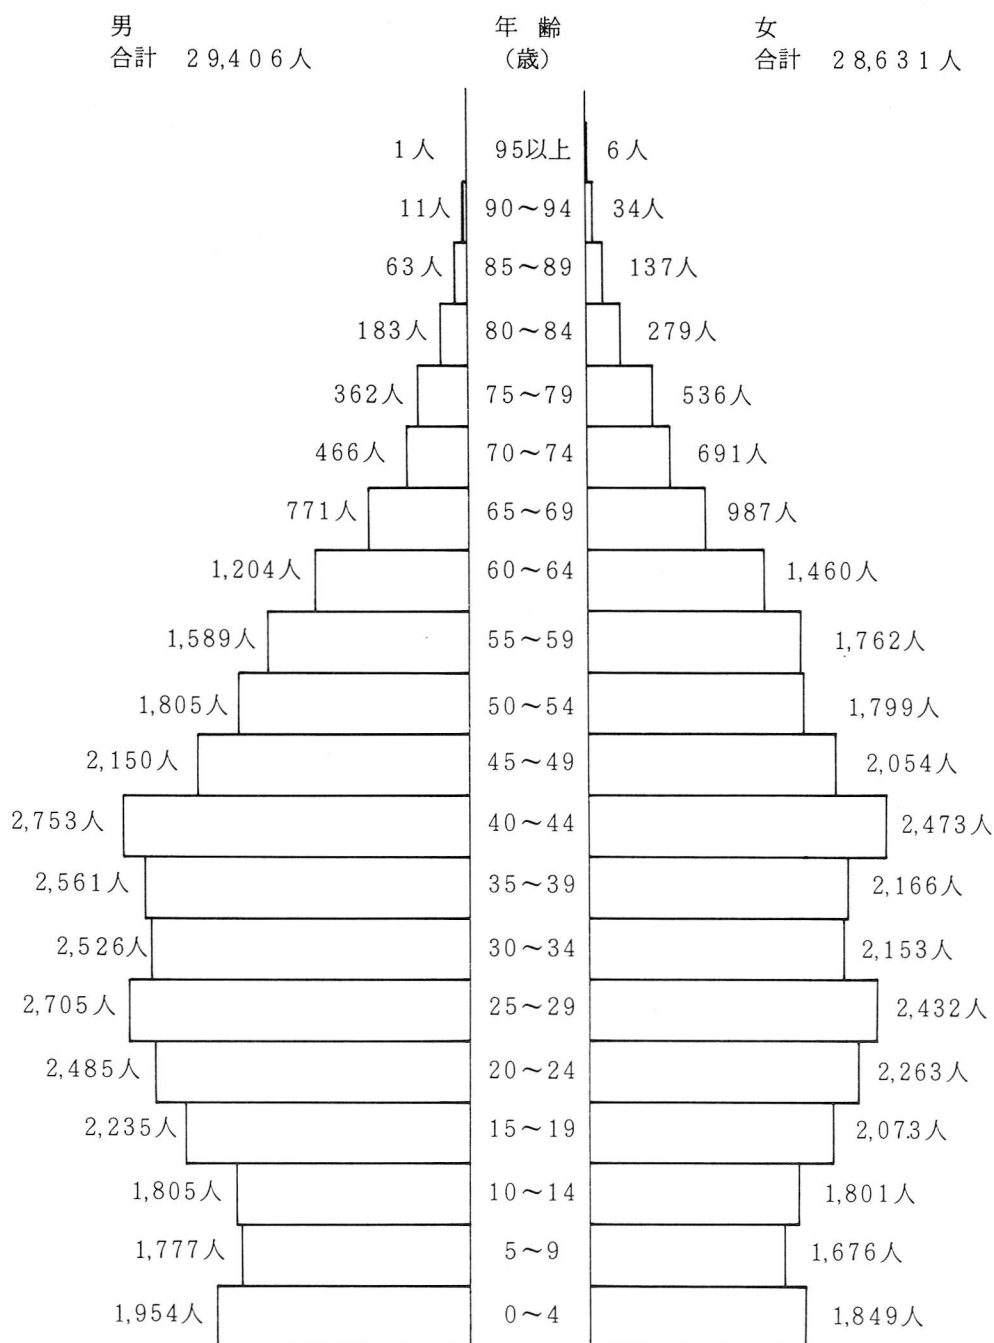 男 年齢 女
合計 29,406人 (歳) 合計 28,631人
1人 95以上 6人
11人 90～94 34人
63人 85～89 137人
183人 80～84 279人
362人 75～79 536人
466人 70～74 691人
771人 65～69 987人
1,204人 60～64 1,460人
1,589人 55～59 1,762人
1,805人 50～54 1,799人
2,150人 45～49 2,054人
2,753人 40～44 2,473人
2,561人 35～39 2,166人
2,526人 30～34 2,153人
2,705人 25～29 2,432人
2,485人 20～24 2,263人
2,235人 15～19 2,073人
1,805人 10～14 1,801人
1,777人 5～9 1,676人
1,954人 0～4 1,849人